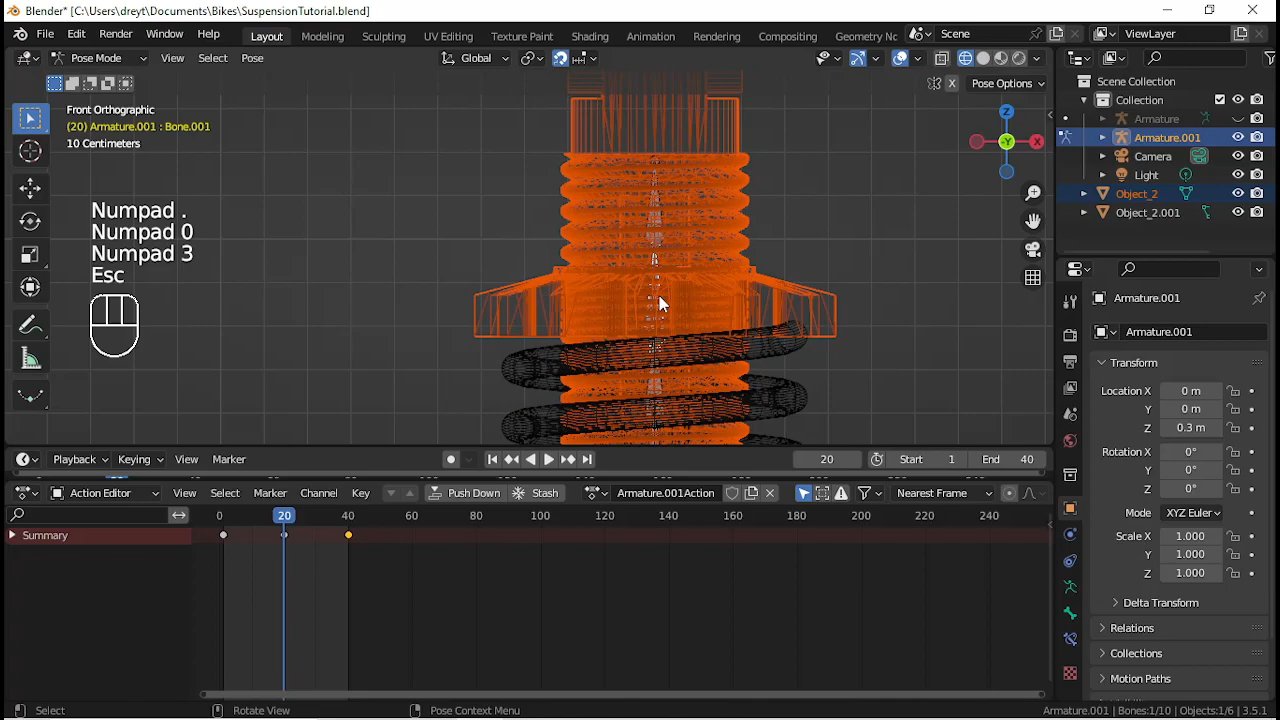 Blender* [C:\Users\dreyt\Documents\Bikes\SuspensionTutorial.blend]
File Edit Render Window Help Layout Modeling Sculpting UV Editing Texture Paint Shading Animation Rendering Compositing Geometry Nc Scene ViewLayer
Pose Mode View Select Pose Global
X Pose Options
Scene Collection
Collection
Armature
Armature.001
Camera
Light
Object_2
Object_2.001
Front Orthographic
(20) Armature.001 : Bone.001
10 Centimeters
Z
X
-Y
Numpad .
Numpad 0
Numpad 3
Esc
Armature.001
Armature.001
Transform
Location X 0 m
Y 0 m
Z 0.3 m
Rotation X 0°
Y 0°
Z 0°
Mode XYZ Euler
Scale X 1.000
Y 1.000
Z 1.000
Delta Transform
Relations
Collections
Motion Paths
Playback Keying View Marker 20 Start 1 End 40
Action Editor View Select Marker Channel Key Push Down Stash Armature.001Action Nearest Frame
0 20 40 60 80 100 120 140 160 180 200 220 240
Summary
Select Rotate View Pose Context Menu Armature.001 | Bones:1/10 | Objects:1/6 | 3.5.1